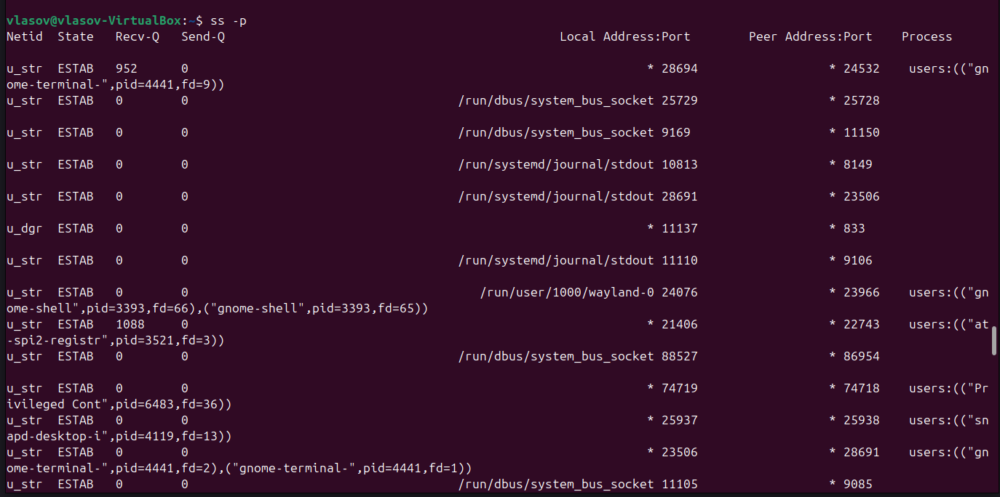 vlasov@vlasov-VirtualBox:~$ ss -p
Netid State Recv-Q Send-Q Local Address:Port Peer Address:Port Process
u_str ESTAB 952 0 * 28694 * 24532 users:(("gn
ome-terminal-",pid=4441,fd=9))
u_str ESTAB 0 0 /run/dbus/system_bus_socket 25729 * 25728
u_str ESTAB 0 0 /run/dbus/system_bus_socket 9169 * 11150
u_str ESTAB 0 0 /run/systemd/journal/stdout 10813 * 8149
u_str ESTAB 0 0 /run/systemd/journal/stdout 28691 * 23506
u_dgr ESTAB 0 0 * 11137 * 833
u_str ESTAB 0 0 /run/systemd/journal/stdout 11110 * 9106
u_str ESTAB 0 0 /run/user/1000/wayland-0 24076 * 23966 users:(("gn
ome-shell",pid=3393,fd=66),("gnome-shell",pid=3393,fd=65))
u_str ESTAB 1088 0 * 21406 * 22743 users:(("at
-spi2-registr",pid=3521,fd=3))
u_str ESTAB 0 0 /run/dbus/system_bus_socket 88527 * 86954
u_str ESTAB 0 0 * 74719 * 74718 users:(("Pr
ivileged Cont",pid=6483,fd=36))
u_str ESTAB 0 0 * 25937 * 25938 users:(("sn
apd-desktop-i",pid=4119,fd=13))
u_str ESTAB 0 0 * 23506 * 28691 users:(("gn
ome-terminal-",pid=4441,fd=2),("gnome-terminal-",pid=4441,fd=1))
u_str ESTAB 0 0 /run/dbus/system_bus_socket 11105 * 9085